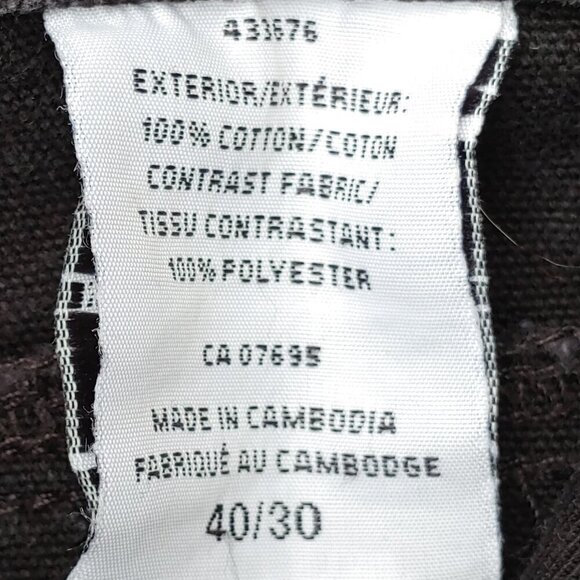 433676
EXTERIOR/EXTÉRIEUR:
100% COTTON/COTON
CONTRAST FABRIC/
TISSU CONTRASTANT:
100% POLYESTER
CA 07695
MADE IN CAMBODIA
FABRIQUÉ AU CAMBODGE
40/30